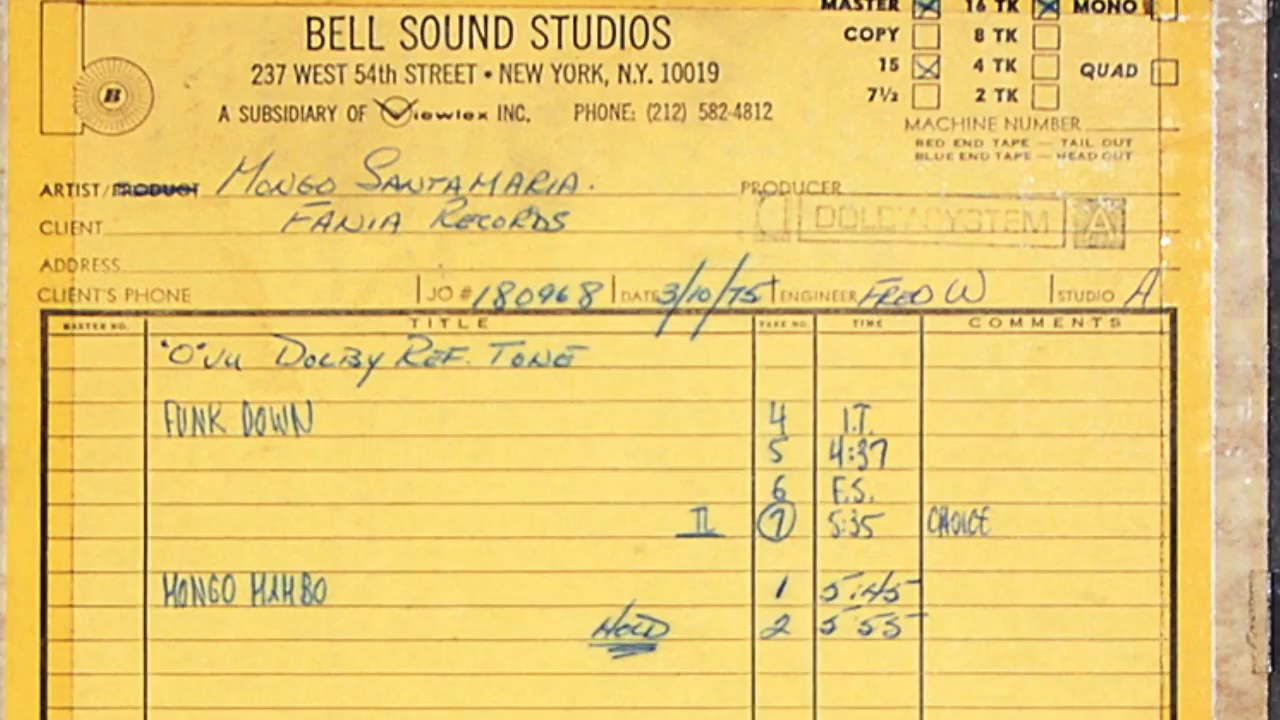 MASTER 16 TK MONO
BELL SOUND STUDIOS
COPY 8 TK
237 WEST 54th STREET • NEW YORK, N.Y. 10019
15 4 TK QUAD
7½ 2 TK
B
A SUBSIDIARY OF Viewlex INC. PHONE: (212) 582-4812
MACHINE NUMBER
RED END TAPE — TAIL OUT
BLUE END TAPE — HEAD OUT
ARTIST/PRODUCT MONGO SANTAMARIA. PRODUCER
CLIENT FANIA RECORDS DOLBY SYSTEM A
ADDRESS
CLIENT'S PHONE JO # 180968 DATE 3/10/75 ENGINEER FRED W STUDIO A
MASTER NO. TITLE TAKE NO. TIME COMMENTS
"O"VU DOLBY REF. TONE
FUNK DOWN 4 I.T.
5 4:37
6 F.S.
II 7 5:35 CHOICE
MONGO MAMBO 1 5:45
HOLD 2 5 55